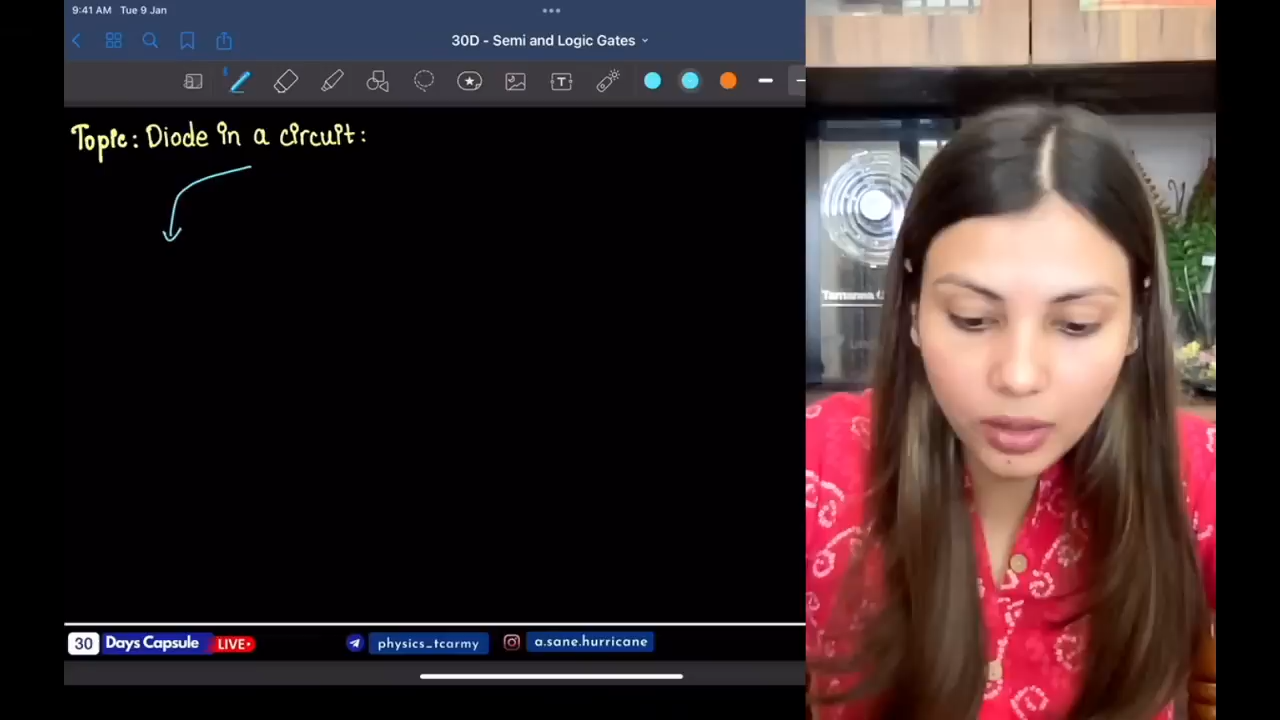 9:41 AM Tue 9 Jan
30D - Semi and Logic Gates
T
Topic: Diode in a circuit:
30 Days Capsule LIVE
physics_tcarmy
a.sane.hurricane